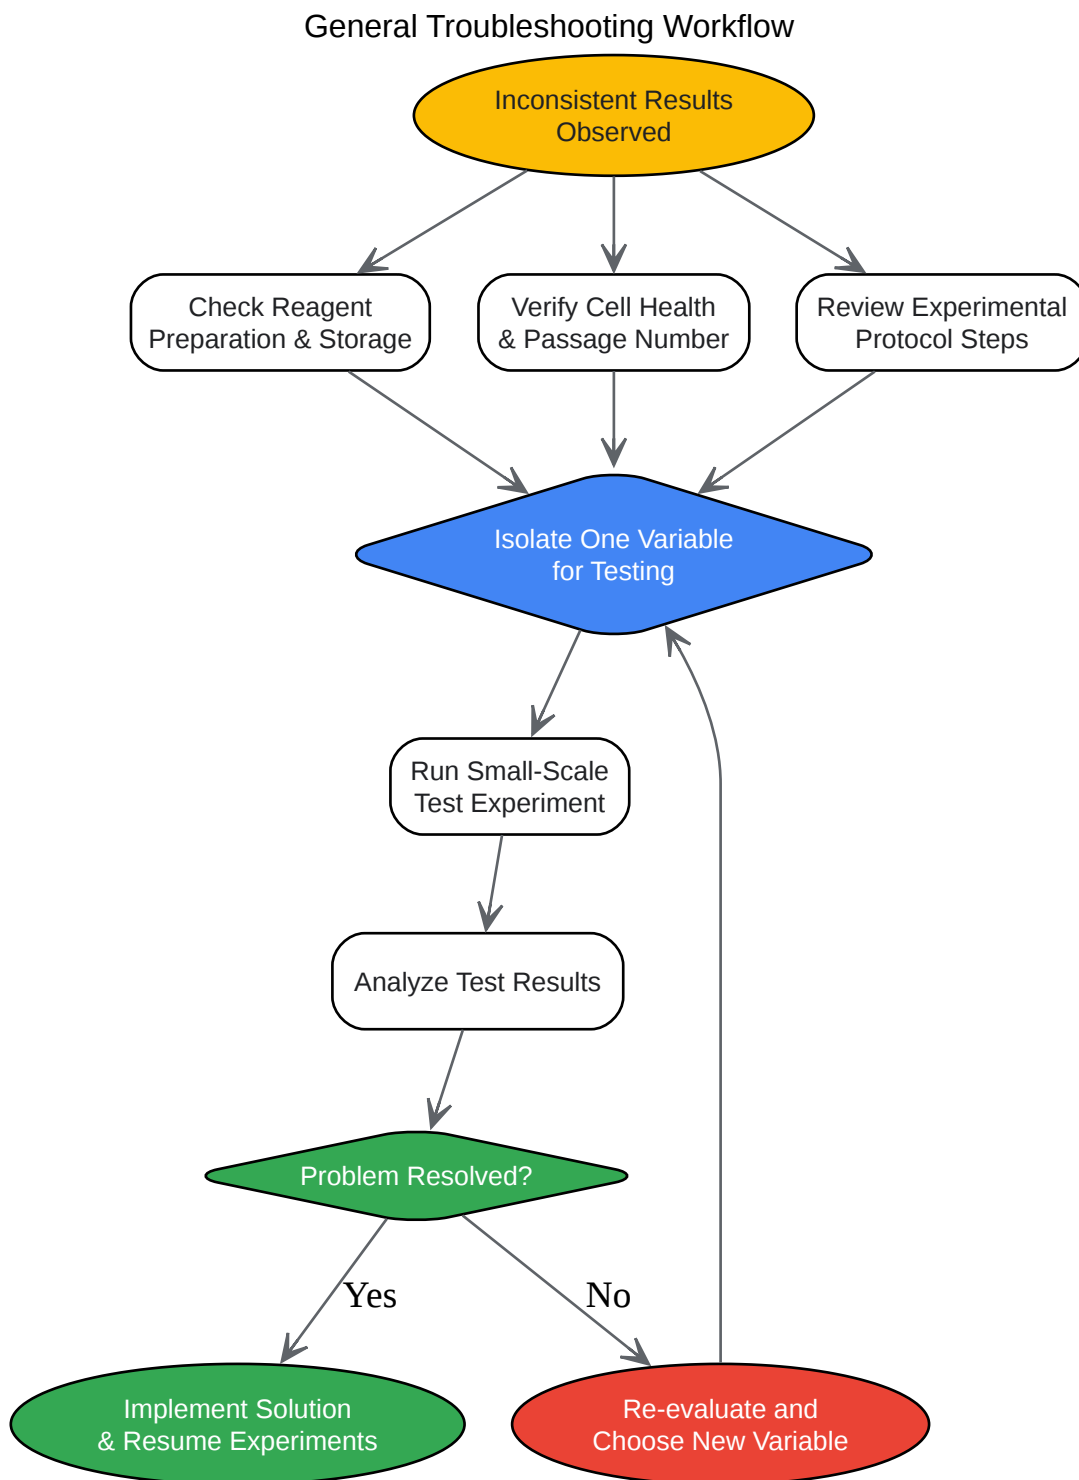 General Troubleshooting Workflow
Inconsistent Results
Observed
Check Reagent
Preparation & Storage
Verify Cell Health
& Passage Number
Review Experimental
Protocol Steps
Isolate One Variable
for Testing
Run Small-Scale
Test Experiment
Analyze Test Results
Problem Resolved?
Yes
No
Implement Solution
& Resume Experiments
Re-evaluate and
Choose New Variable